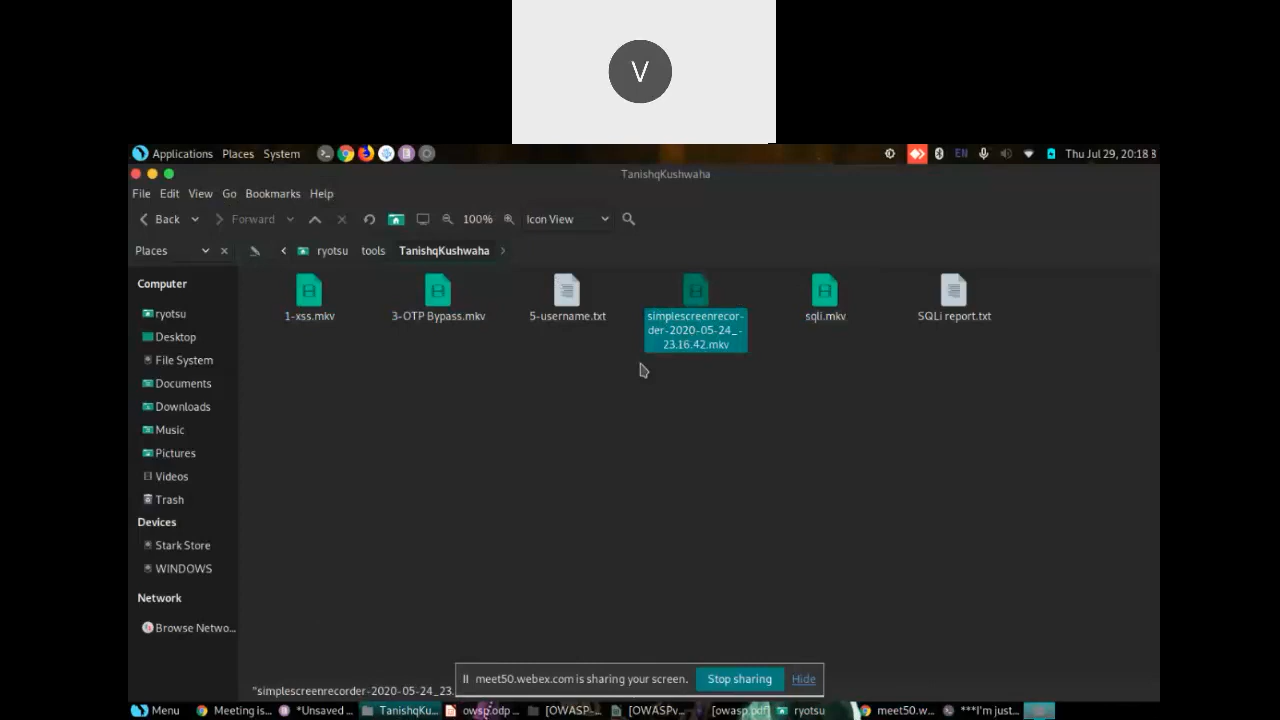 V
Applications Places System EN Thu Jul 29, 20:18
TanishqKushwaha
File Edit View Go Bookmarks Help
Back Forward 100% Icon View
Places ryotsu tools TanishqKushwaha
Computer
ryotsu
Desktop
File System
Documents
Downloads
Music
Pictures
Videos
Trash
Devices
Stark Store
WINDOWS
Network
Browse Netwo...
1-xss.mkv
3-OTP Bypass.mkv
5-username.txt
simplescreenrecor-
der-2020-05-24_-
23.16.42.mkv
sqli.mkv
SQLi report.txt
meet50.webex.com is sharing your screen. Stop sharing Hide
"simplescreenrecorder-2020-05-24_23.
Menu Meeting is... *Unsaved ... TanishqKu... owsp.odp ... [OWASP-... [OWASPv... [owasp.pdf] ryotsu meet50.w... ***I'm just...